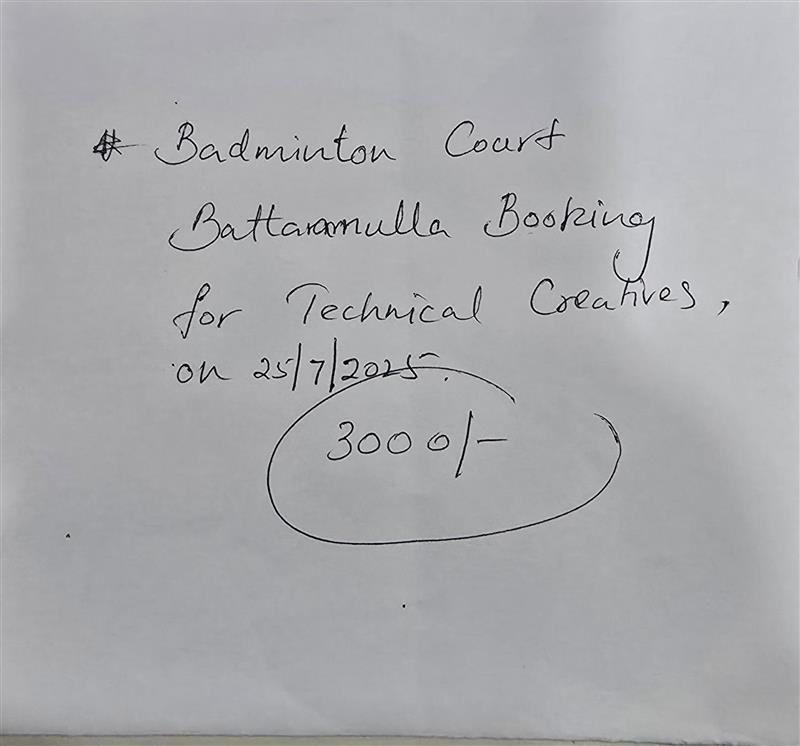 * Badminton Court
Battaramulla Booking
for Technical Creatives,
on 25/7/2025.
3000/-